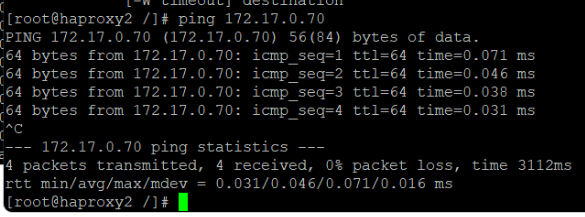 [-w timeout] destination
[root@haproxy2 /]# ping 172.17.0.70
PING 172.17.0.70 (172.17.0.70) 56(84) bytes of data.
64 bytes from 172.17.0.70: icmp_seq=1 ttl=64 time=0.071 ms
64 bytes from 172.17.0.70: icmp_seq=2 ttl=64 time=0.046 ms
64 bytes from 172.17.0.70: icmp_seq=3 ttl=64 time=0.038 ms
64 bytes from 172.17.0.70: icmp_seq=4 ttl=64 time=0.031 ms
^C
--- 172.17.0.70 ping statistics ---
4 packets transmitted, 4 received, 0% packet loss, time 3112ms
rtt min/avg/max/mdev = 0.031/0.046/0.071/0.016 ms
[root@haproxy2 /]#